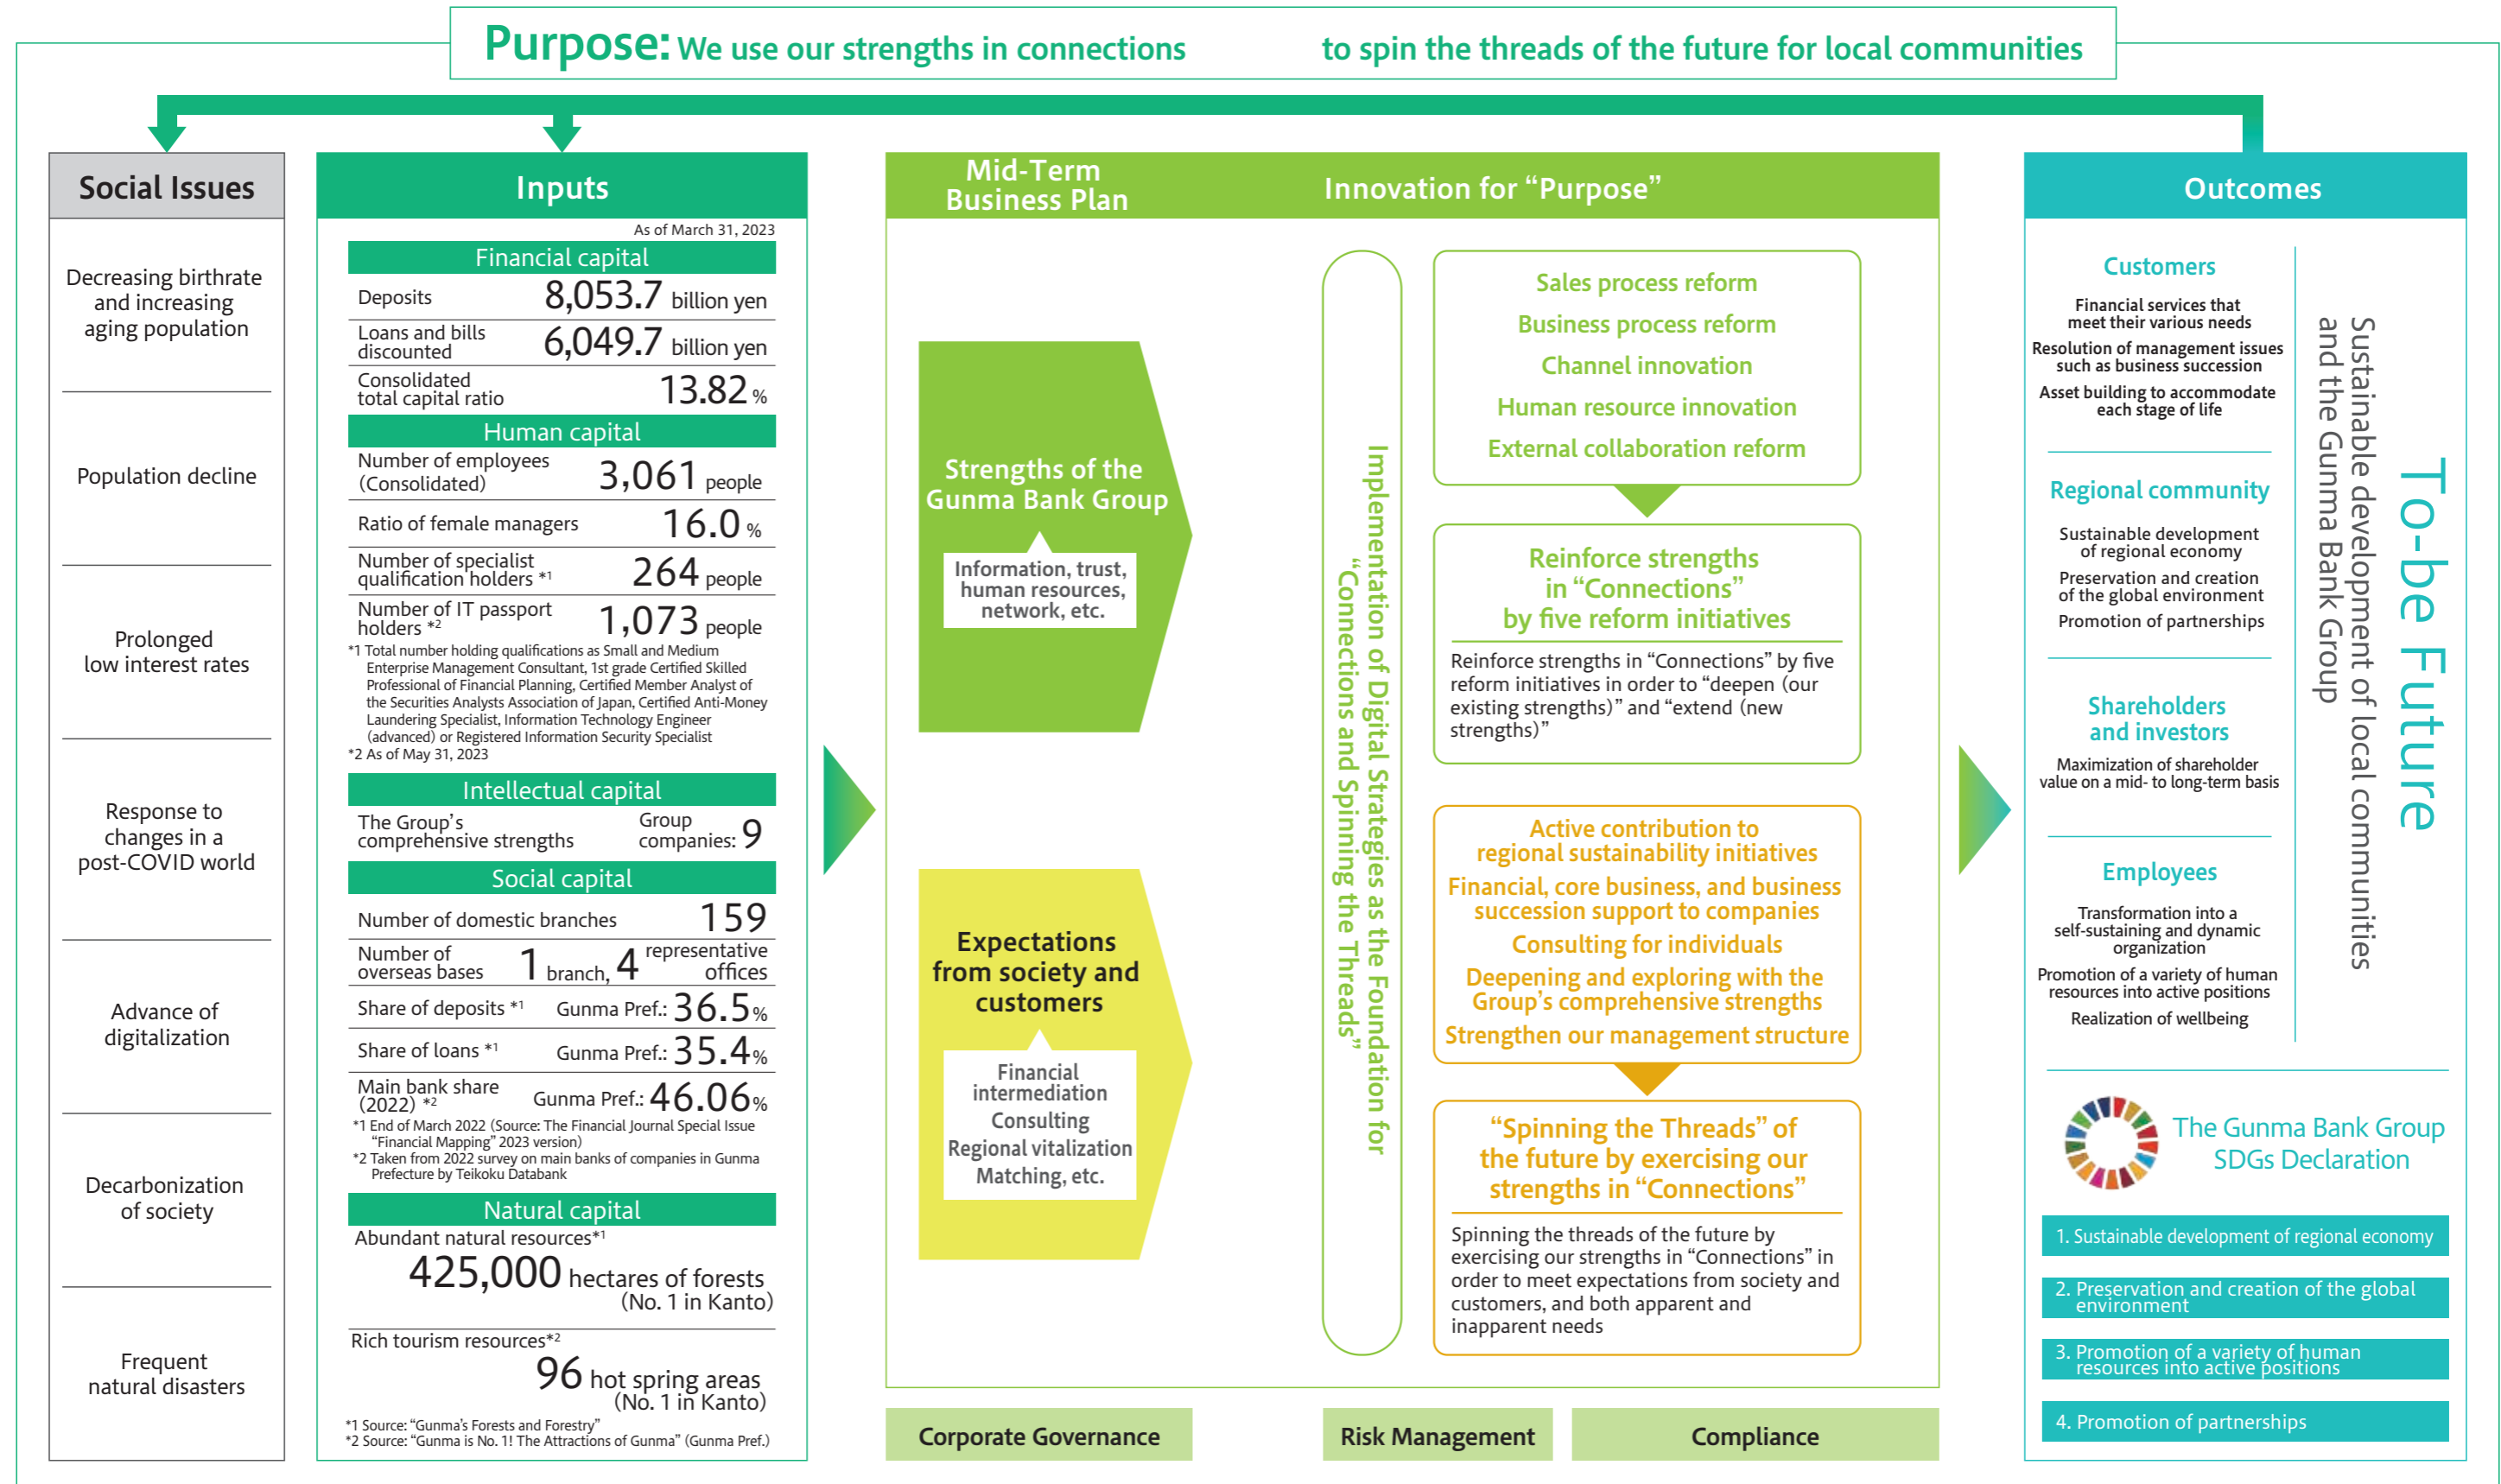 Purpose: We use our strengths in connections to spin the threads of the future for local communities
Social Issues
Decreasing birthrate
and increasing
aging population
Population decline
Prolonged
low interest rates
Response to
changes in a
post-COVID world
Advance of
digitalization
Decarbonization
of society
Frequent
natural disasters
Inputs
As of March 31, 2023
Financial capital
Deposits 8,053.7 billion yen
Loans and bills
discounted 6,049.7 billion yen
Consolidated
total capital ratio 13.82 %
Human capital
Number of employees
(Consolidated) 3,061 people
Ratio of female managers 16.0 %
Number of specialist
qualification holders *1 264 people
Number of IT passport
holders *2 1,073 people
*1 Total number holding qualifications as Small and Medium
Enterprise Management Consultant, 1st grade Certified Skilled
Professional of Financial Planning, Certified Member Analyst of
the Securities Analysts Association of Japan, Certified Anti-Money
Laundering Specialist, Information Technology Engineer
(advanced) or Registered Information Security Specialist
*2 As of May 31, 2023
Intellectual capital
The Group's
comprehensive strengths
Group
companies: 9
Social capital
Number of domestic branches 159
Number of
overseas bases
1 branch, 4 representative
offices
Share of deposits *1 Gunma Pref.: 36.5%
Share of loans *1 Gunma Pref.: 35.4%
Main bank share
(2022) *2 Gunma Pref.: 46.06%
*1 End of March 2022 (Source: The Financial Journal Special Issue
"Financial Mapping" 2023 version)
*2 Taken from 2022 survey on main banks of companies in Gunma
Prefecture by Teikoku Databank
Natural capital
Abundant natural resources*1
425,000 hectares of forests
(No. 1 in Kanto)
Rich tourism resources*2
96 hot spring areas
(No. 1 in Kanto)
*1 Source: "Gunma's Forests and Forestry"
*2 Source: "Gunma is No. 1! The Attractions of Gunma" (Gunma Pref.)
Mid-Term
Business Plan
Innovation for "Purpose"
Strengths of the
Gunma Bank Group
Information, trust,
human resources,
network, etc.
Expectations
from society and
customers
Financial
intermediation
Consulting
Regional vitalization
Matching, etc.
Implementation of Digital Strategies as the Foundation for
"Connections and Spinning the Threads"
Sales process reform
Business process reform
Channel innovation
Human resource innovation
External collaboration reform
Reinforce strengths
in "Connections"
by five reform initiatives
Reinforce strengths in "Connections" by five
reform initiatives in order to "deepen (our
existing strengths)" and "extend (new
strengths)"
Active contribution to
regional sustainability initiatives
Financial, core business, and business
succession support to companies
Consulting for individuals
Deepening and exploring with the
Group's comprehensive strengths
Strengthen our management structure
"Spinning the Threads" of
the future by exercising our
strengths in "Connections"
Spinning the threads of the future by
exercising our strengths in "Connections" in
order to meet expectations from society and
customers, and both apparent and
inapparent needs
Corporate Governance
Risk Management
Compliance
Outcomes
Customers
Financial services that
meet their various needs
Resolution of management issues
such as business succession
Asset building to accommodate
each stage of life
Regional community
Sustainable development
of regional economy
Preservation and creation
of the global environment
Promotion of partnerships
Shareholders
and investors
Maximization of shareholder
value on a mid- to long-term basis
Employees
Transformation into a
self-sustaining and dynamic
organization
Promotion of a variety of human
resources into active positions
Realization of wellbeing
To-be Future
Sustainable development of local communities
and the Gunma Bank Group
The Gunma Bank Group
SDGs Declaration
1. Sustainable development of regional economy
2. Preservation and creation of the global
environment
3. Promotion of a variety of human
resources into active positions
4. Promotion of partnerships